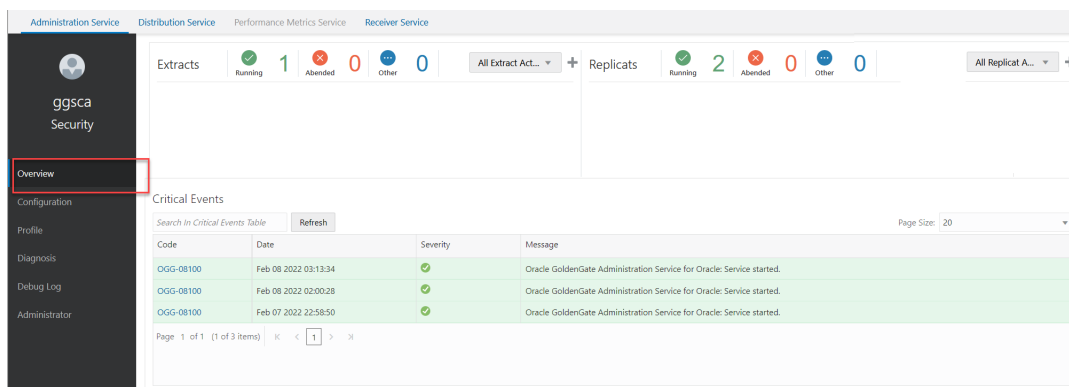 Administration Service Distribution Service Performance Metrics Service Receiver Service
ggsca
Security
Overview
Configuration
Profile
Diagnosis
Debug Log
Administrator
Extracts Running 1 Abended 0 Other 0 All Extract Act...
Replicats Running 2 Abended 0 Other 0 All Replicat A...
Critical Events
Search In Critical Events Table Refresh Page Size: 20
Code Date Severity Message
OGG-08100 Feb 08 2022 03:13:34 Oracle GoldenGate Administration Service for Oracle: Service started.
OGG-08100 Feb 08 2022 02:00:28 Oracle GoldenGate Administration Service for Oracle: Service started.
OGG-08100 Feb 07 2022 22:58:50 Oracle GoldenGate Administration Service for Oracle: Service started.
Page 1 of 1 (1 of 3 items) 1